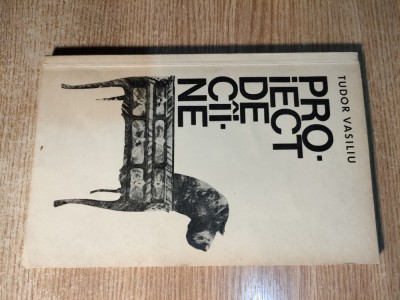 TUDOR VASILIU
PRO·
iECT
DE
CÎI·
NE